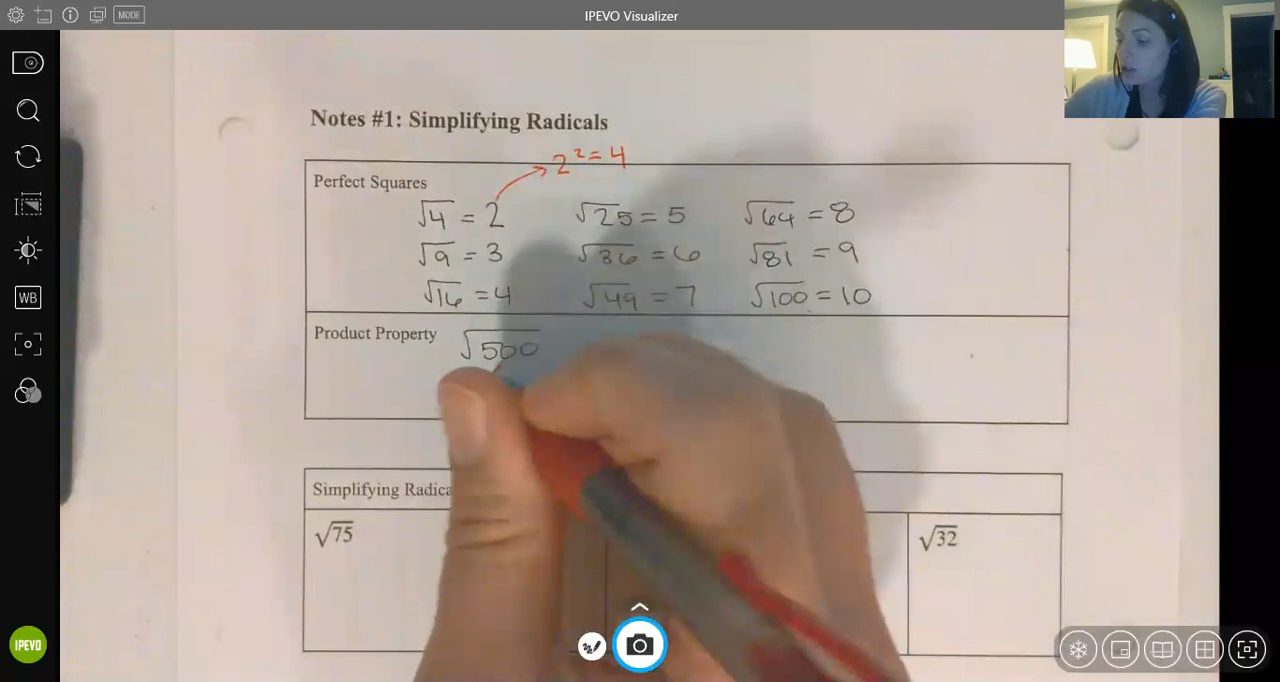 MODE
IPEVO Visualizer
Notes #1: Simplifying Radicals
2² = 4
Perfect Squares
√4 = 2 √25 = 5 √64 = 8
√9 = 3 √36 = 6 √81 = 9
√16 = 4 √49 = 7 √100 = 10
Product Property √500
WB
Simplifying
√75 √32
IPEVO